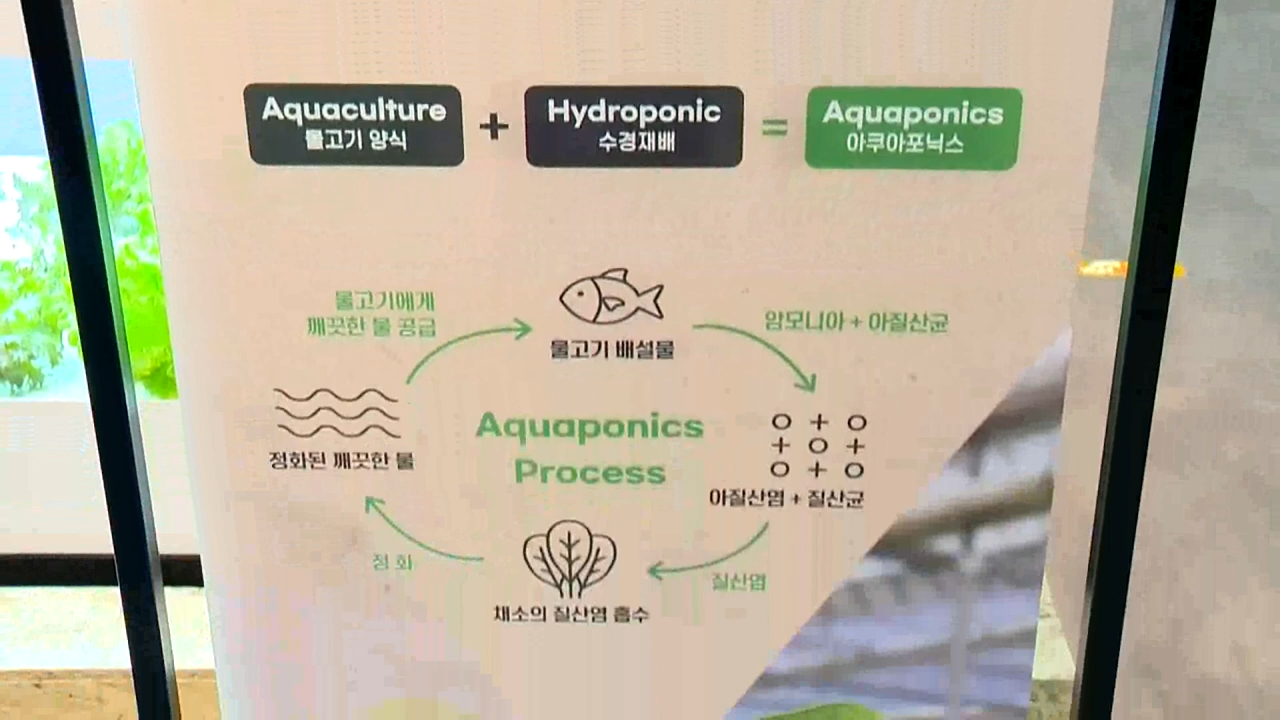 Aquaculture
물고기 양식
+
Hydroponic
수경재배
=
Aquaponics
아쿠아포닉스
물고기에게
깨끗한 물 공급
물고기 배설물
암모니아 + 아질산균
정화된 깨끗한 물
Aquaponics
Process
아질산염 + 질산균
정 화
채소의 질산염 흡수
질산염